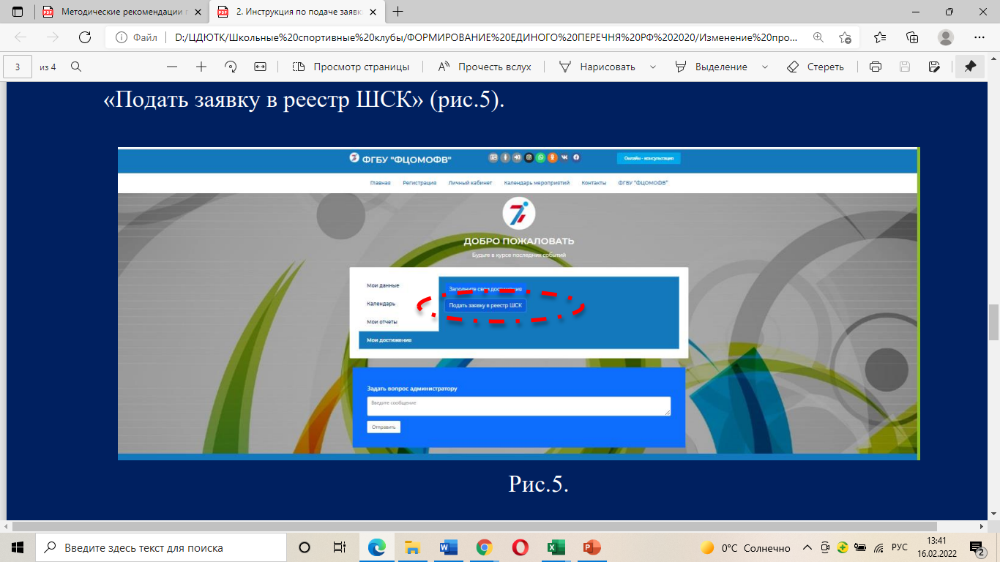 Методические рекомендации п
2. Инструкция по подаче заявк
Файл
D:/ЦДЮТК/Школьные%20спортивные%20клубы/ФОРМИРОВАНИЕ%20ЕДИНОГО%20ПЕРЕЧНЯ%20РФ%202020/Изменение%20про...
3 из 4
Просмотр страницы
Прочесть вслух
Нарисовать
Выделение
Стереть
«Подать заявку в реестр ШСК» (рис.5).
ФГБУ "ФЦОМОФВ"
Онлайн - консультация
Главная Регистрация Личный кабинет Календарь мероприятий Контакты ФГБУ "ФЦОМОФВ"
ДОБРО ПОЖАЛОВАТЬ
Будьте в курсе последних событий
Мои данные
Заполните свои достижения
Календарь
Подать заявку в реестр ШСК
Мои отчеты
Мои достижения
Задать вопрос администратору
Введите сообщение
Отправить
Рис.5.
Введите здесь текст для поиска
0°C Солнечно
РУС
13:41
16.02.2022
2